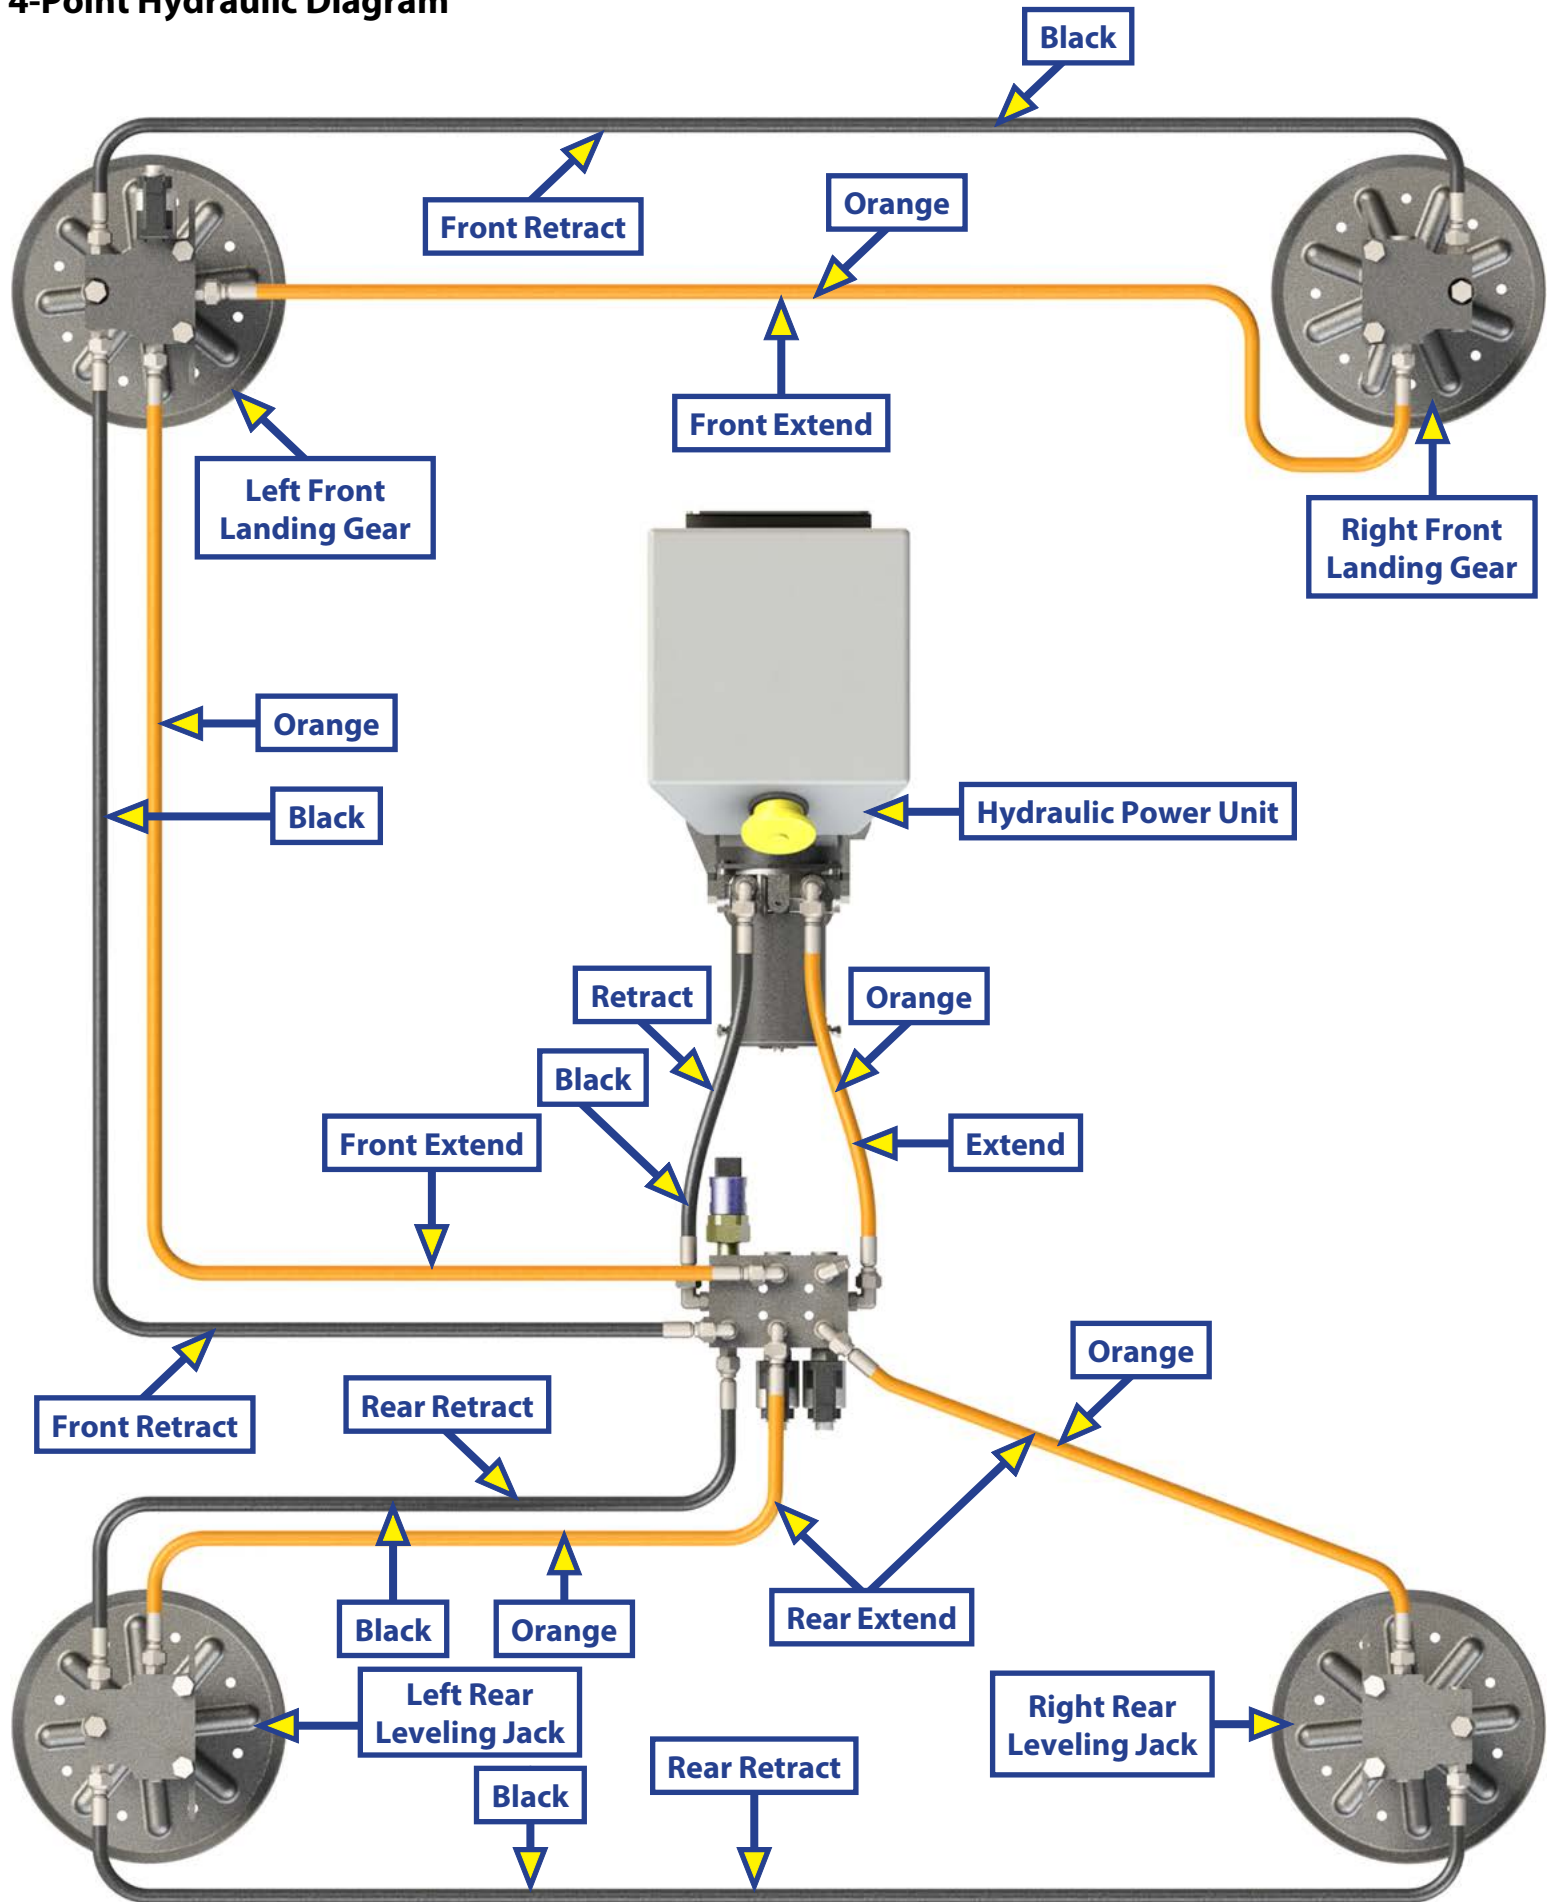 4-Point Hydraulic Diagram
Black
Front Retract
Orange
Front Extend
Left Front
Landing Gear
Right Front
Landing Gear
Orange
Black
Hydraulic Power Unit
Retract
Orange
Black
Front Extend
Extend
Orange
Front Retract
Rear Retract
Black
Orange
Rear Extend
Left Rear
Leveling Jack
Right Rear
Leveling Jack
Black
Rear Retract